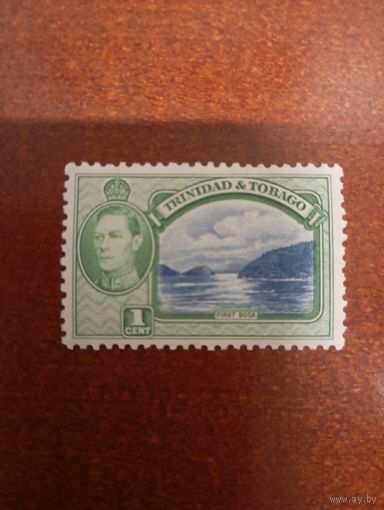 TRINIDAD & TOBAGO
1
CENT
FIRST BOCA
www.ay.by